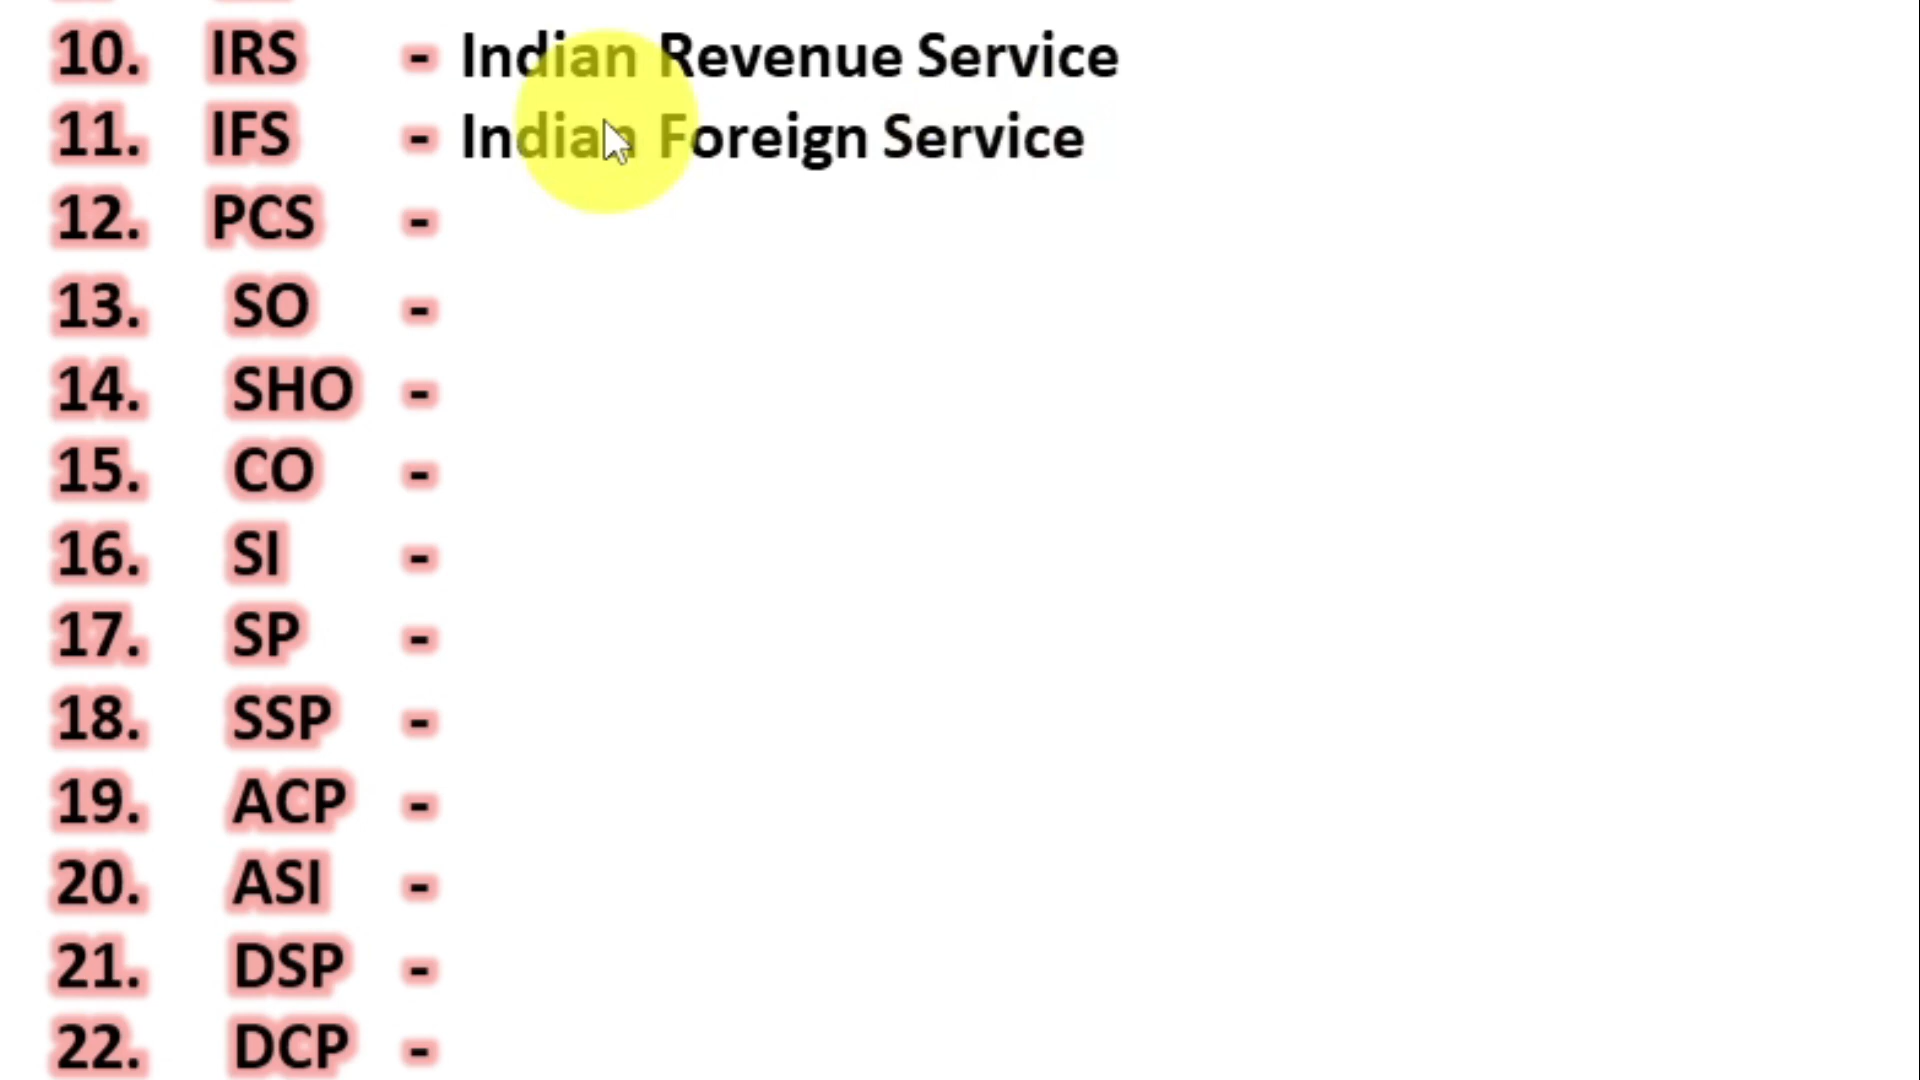 10. IRS - Indian Revenue Service
11. IFS - Indian Foreign Service
12. PCS -
13. SO -
14. SHO -
15. CO -
16. SI -
17. SP -
18. SSP -
19. ACP -
20. ASI -
21. DSP -
22. DCP -